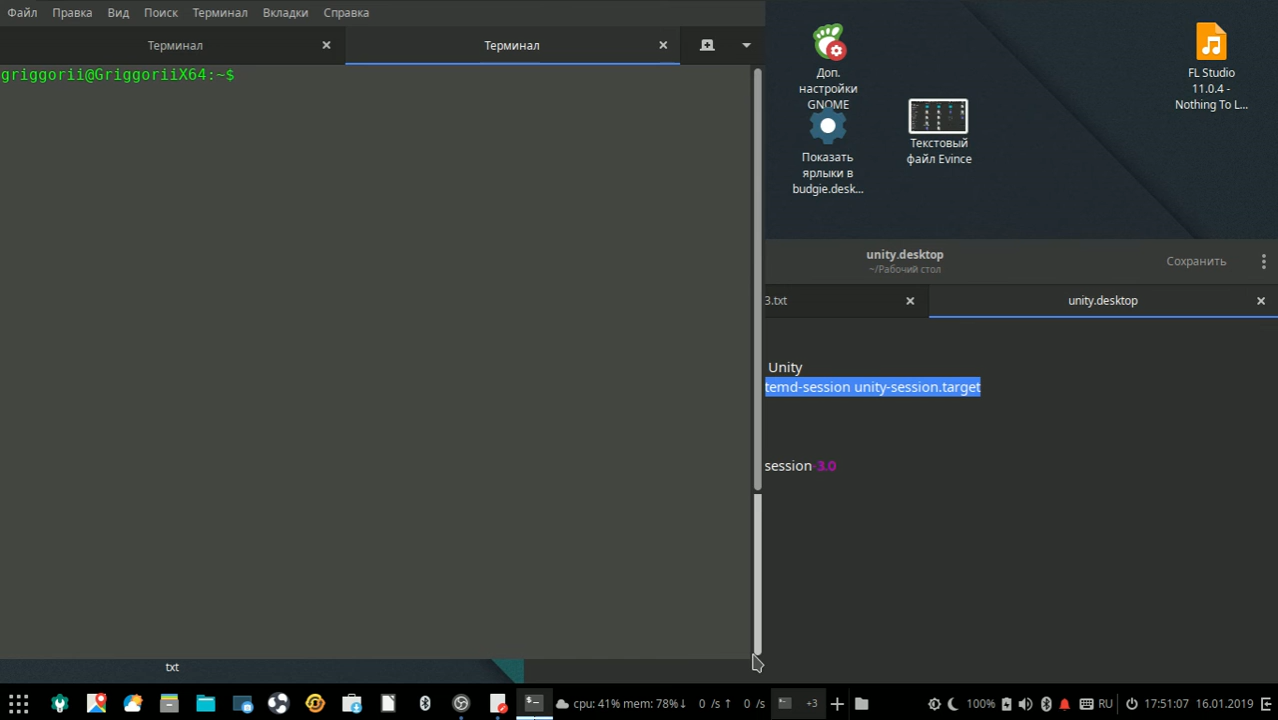 Файл Правка Вид Поиск Терминал Вкладки Справка
Терминал
Терминал
griggorii@GriggoriiX64:~$
Доп.
настройки
GNOME
Показать
ярлыки в
budgie.desk...
Текстовый
файл Evince
FL Studio
11.0.4 -
Nothing To L...
unity.desktop
~/Рабочий стол
Сохранить
3.txt
unity.desktop
Unity
temd-session unity-session.target
session-3.0
txt
cpu: 41% mem: 78%↓ 0 /s ↑ 0 /s
+3
100%
RU
17:51:07 16.01.2019